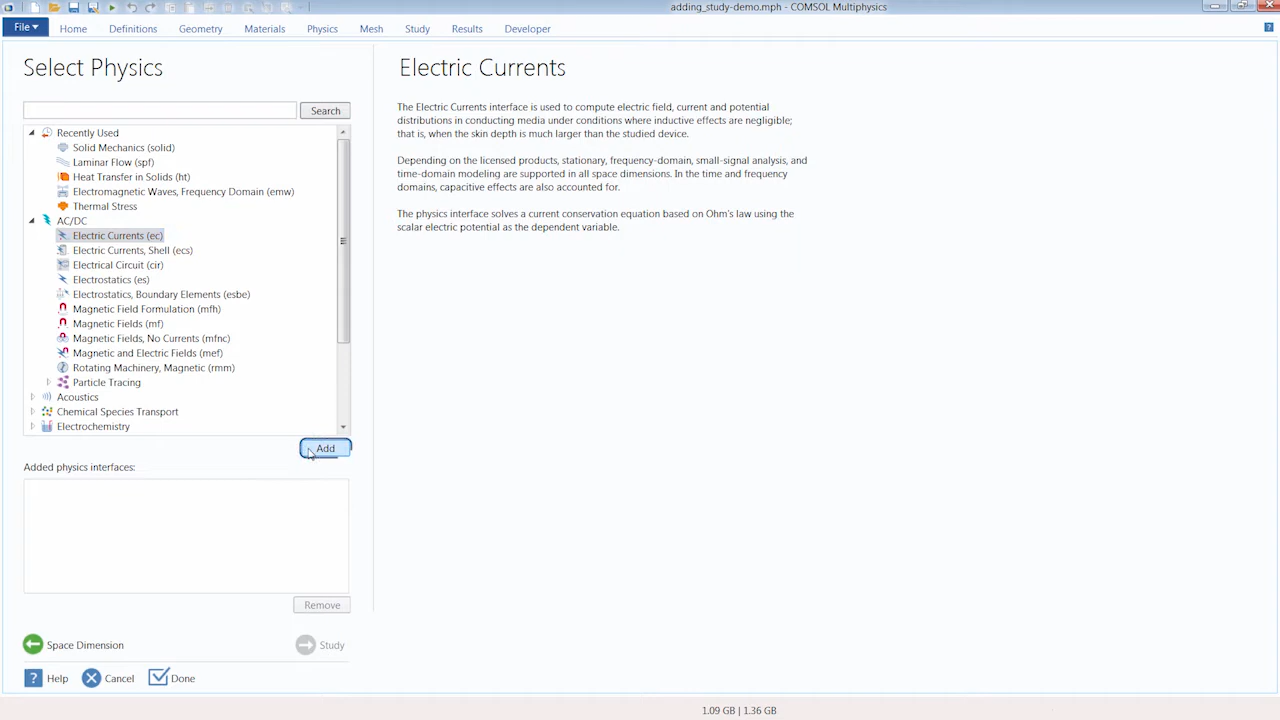 adding_study-demo.mph - COMSOL Multiphysics
File
Home
Definitions
Geometry
Materials
Physics
Mesh
Study
Results
Developer
?
Select Physics
Search
Recently Used
Solid Mechanics (solid)
Laminar Flow (spf)
Heat Transfer in Solids (ht)
Electromagnetic Waves, Frequency Domain (emw)
Thermal Stress
AC/DC
Electric Currents (ec)
Electric Currents, Shell (ecs)
Electrical Circuit (cir)
Electrostatics (es)
Electrostatics, Boundary Elements (esbe)
Magnetic Field Formulation (mfh)
Magnetic Fields (mf)
Magnetic Fields, No Currents (mfnc)
Magnetic and Electric Fields (mef)
Rotating Machinery, Magnetic (rmm)
Particle Tracing
Acoustics
Chemical Species Transport
Electrochemistry
Add
Added physics interfaces:
Remove
Space Dimension
Study
? Help
Cancel
Done
Electric Currents
The Electric Currents interface is used to compute electric field, current and potential
distributions in conducting media under conditions where inductive effects are negligible;
that is, when the skin depth is much larger than the studied device.
Depending on the licensed products, stationary, frequency-domain, small-signal analysis, and
time-domain modeling are supported in all space dimensions. In the time and frequency
domains, capacitive effects are also accounted for.
The physics interface solves a current conservation equation based on Ohm's law using the
scalar electric potential as the dependent variable.
1.09 GB | 1.36 GB